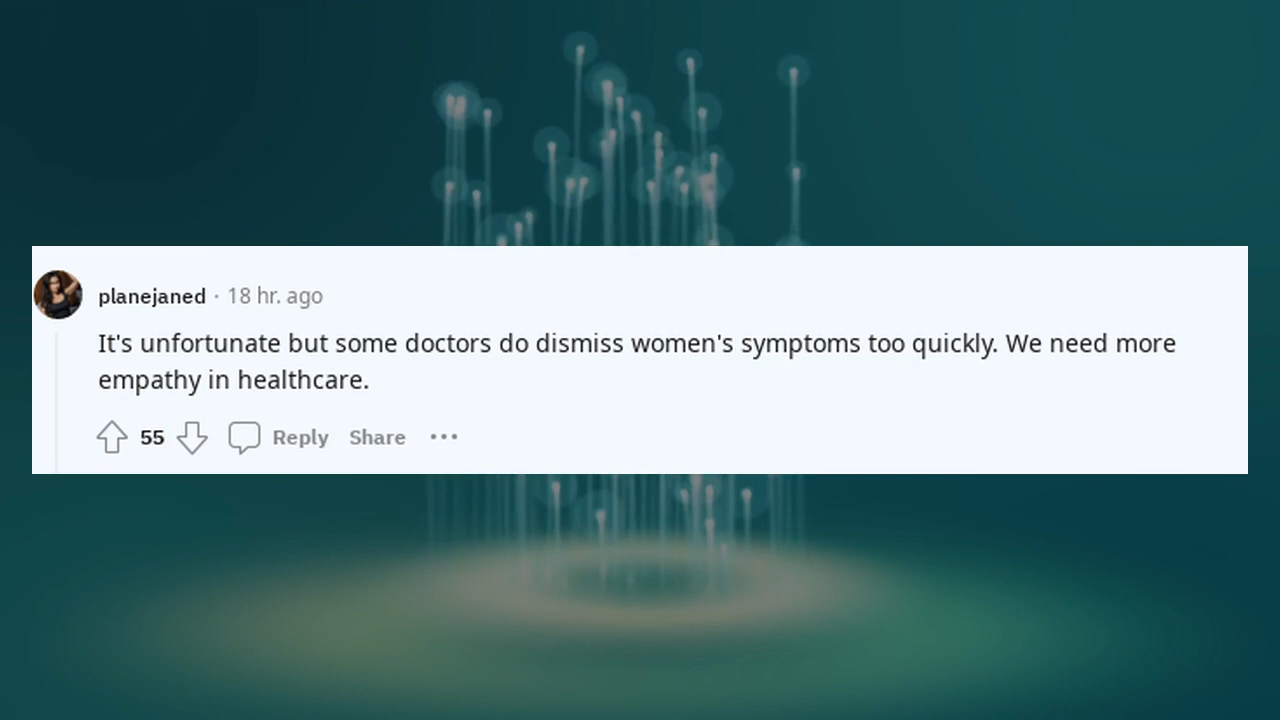 planejaned · 18 hr. ago
It's unfortunate but some doctors do dismiss women's symptoms too quickly. We need more
empathy in healthcare.
55 Reply Share •••